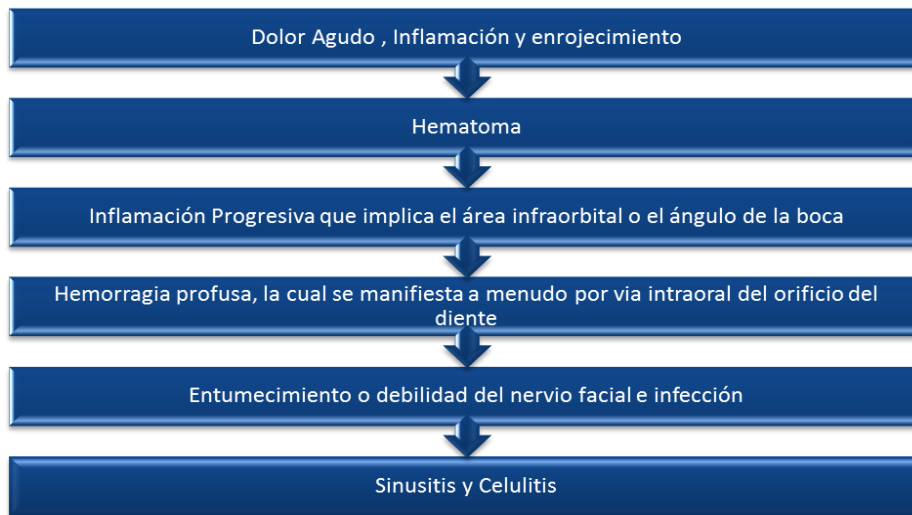 Dolor Agudo , Inflamación y enrojecimiento
Hematoma
Inflamación Progresiva que implica el área infraorbital o el ángulo de la boca
Hemorragia profusa, la cual se manifiesta a menudo por via intraoral del orificio del
diente
Entumecimiento o debilidad del nervio facial e infección
Sinusitis y Celulitis